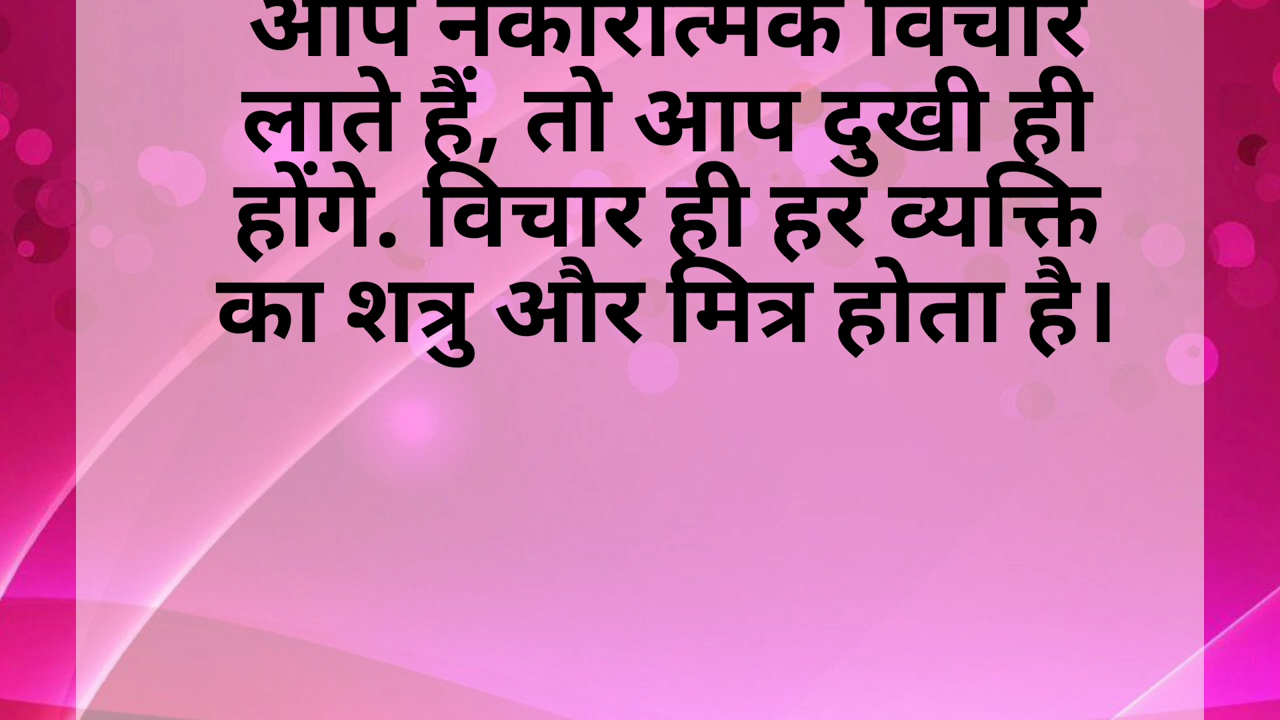 आप नकारात्मक विचार
लाते हैं, तो आप दुखी ही
होंगे. विचार ही हर व्यक्ति
का शत्रु और मित्र होता है।